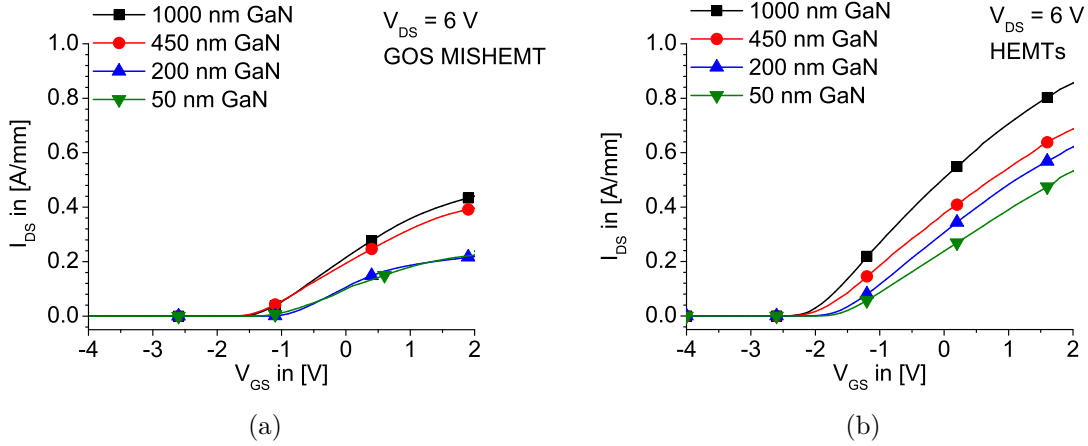 1000 nm GaN
450 nm GaN
200 nm GaN
50 nm GaN
V_DS = 6 V
GOS MISHEMT
1.0
0.8
0.6
0.4
0.2
0.0
I_DS in [A/mm]
-4 -3 -2 -1 0 1 2
V_GS in [V]
(a)
1000 nm GaN
450 nm GaN
200 nm GaN
50 nm GaN
V_DS = 6 V
HEMTs
1.0
0.8
0.6
0.4
0.2
0.0
I_DS in [A/mm]
-4 -3 -2 -1 0 1 2
V_GS in [V]
(b)